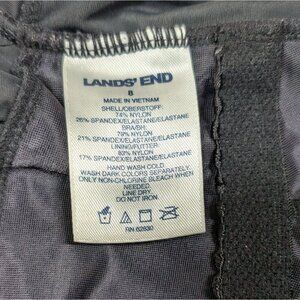 LANDS' END
8
MADE IN VIETNAM
SHELL/OBERSTOFF:
74% NYLON
26% SPANDEX/ELASTANE/ELASTANE
BRA/BH:
79% NYLON
21% SPANDEX/ELASTANE/ELASTANE
LINING/FUTTER:
83% NYLON
17% SPANDEX/ELASTANE/ELASTANE
HAND WASH COLD.
WASH DARK COLORS SEPARATELY.
ONLY NON-CHLORINE BLEACH WHEN
NEEDED.
LINE DRY.
DO NOT IRON.
RN 62830